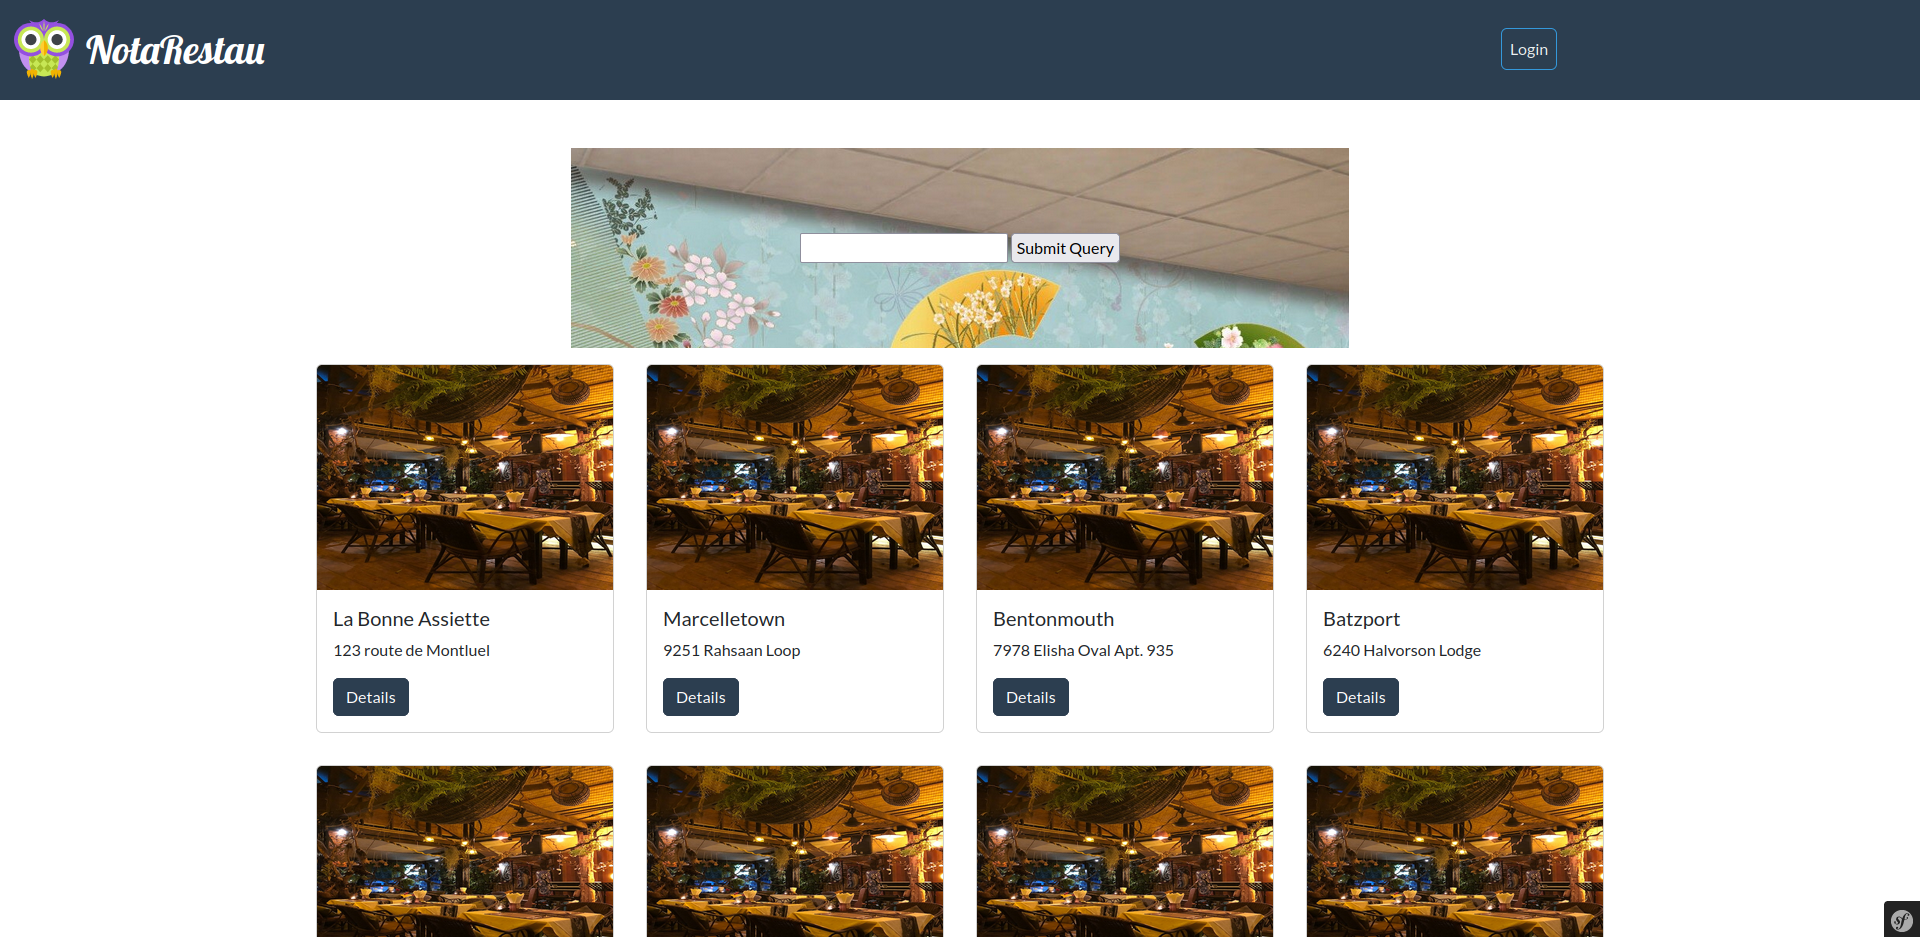 NotaRestau
Login
Submit Query
La Bonne Assiette
123 route de Montluel
Details
Marcelletown
9251 Rahsaan Loop
Details
Bentonmouth
7978 Elisha Oval Apt. 935
Details
Batzport
6240 Halvorson Lodge
Details
sf